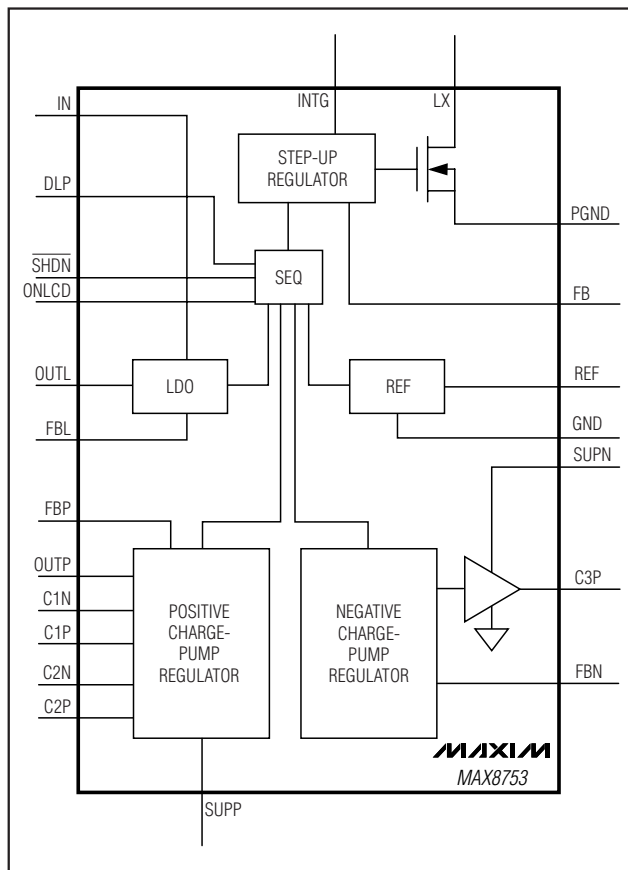 INTG
LX
IN
STEP-UP
REGULATOR
DLP
PGND
SHDN
SEQ
ONLCD
FB
OUTL
LDO
REF
REF
FBL
GND
SUPN
FBP
OUTP
C1N
C1P
C2N
C2P
POSITIVE
CHARGE-
PUMP
REGULATOR
NEGATIVE
CHARGE-
PUMP
REGULATOR
C3P
FBN
MAXIM
MAX8753
SUPP